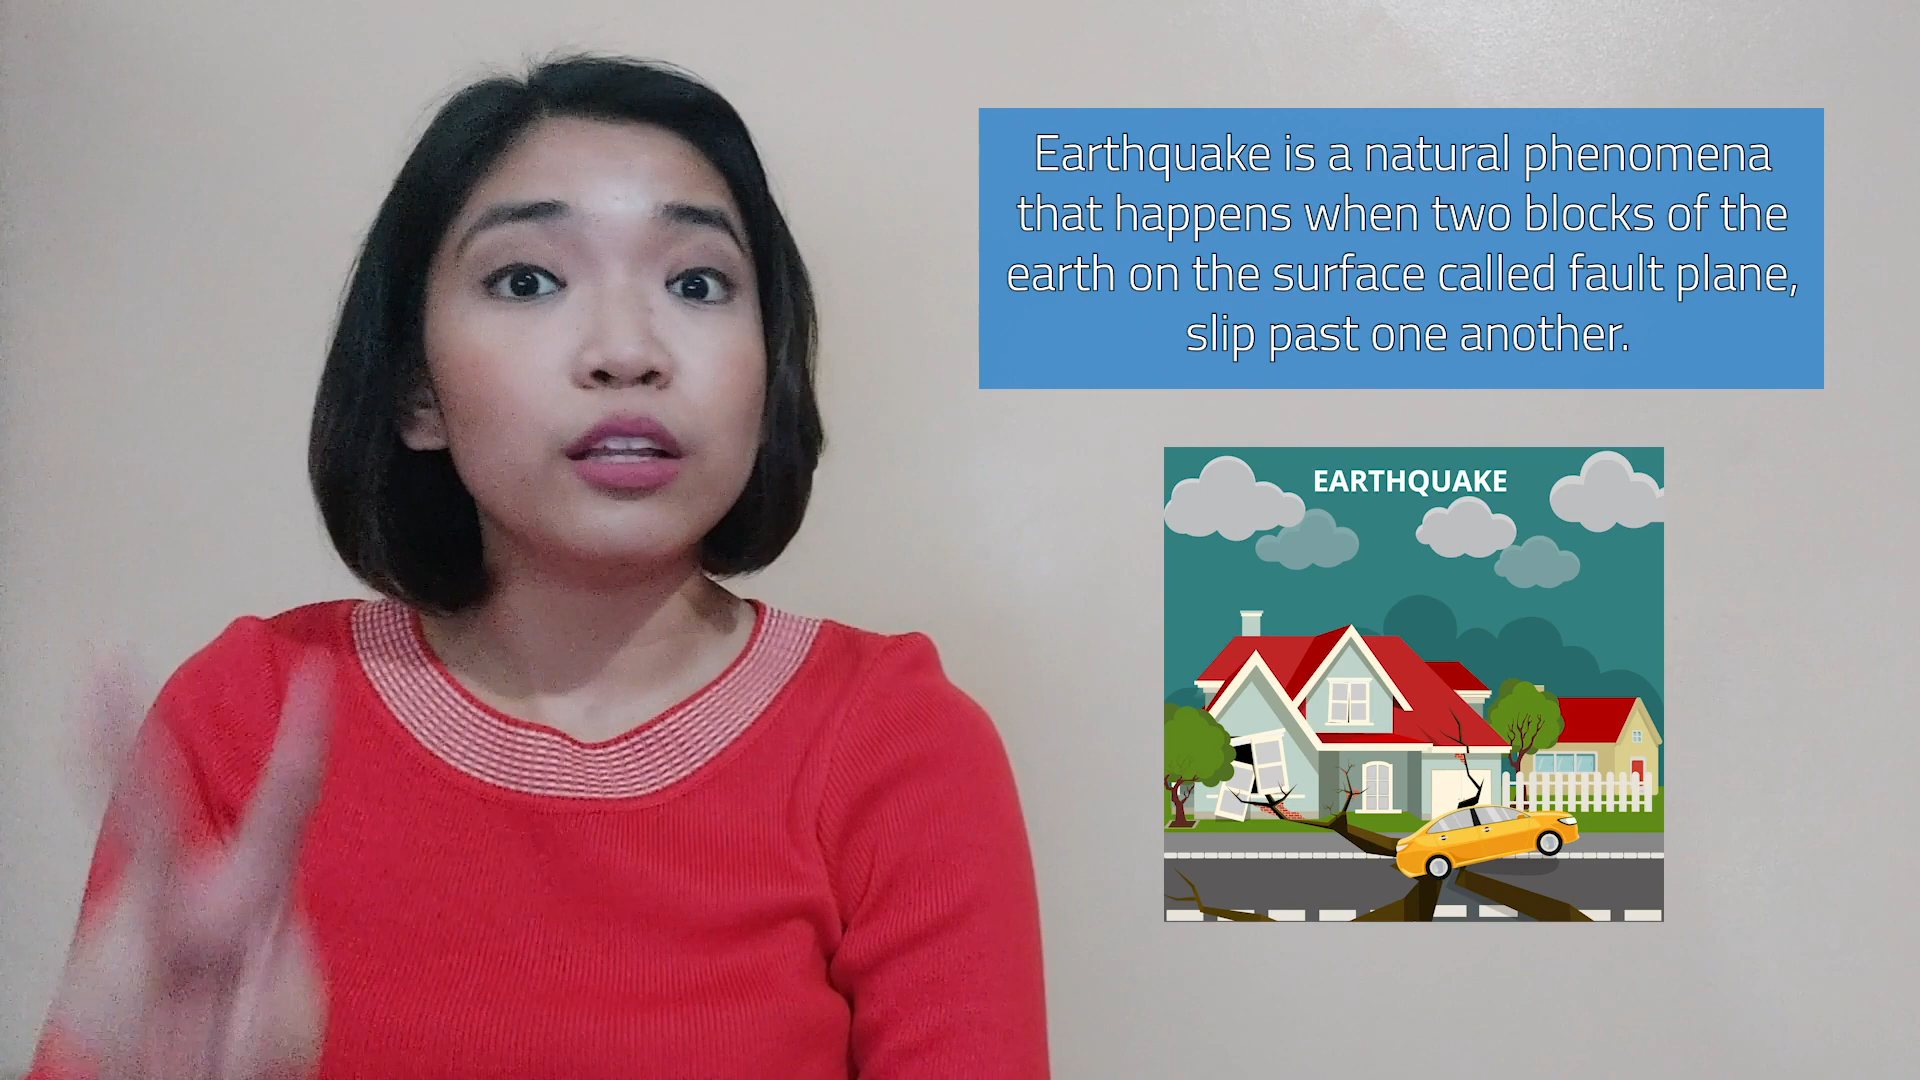 Earthquake is a natural phenomena
that happens when two blocks of the
earth on the surface called fault plane,
slip past one another.
EARTHQUAKE